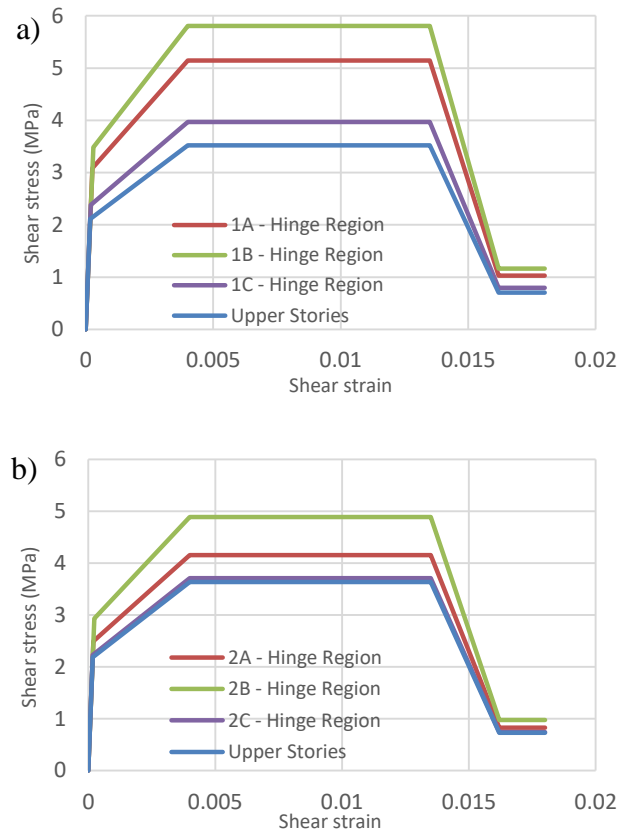 a)
6
5
4
3
2
1
0
Shear stress (MPa)
1A - Hinge Region
1B - Hinge Region
1C - Hinge Region
Upper Stories
0 0.005 0.01 0.015 0.02
Shear strain
b)
6
5
4
3
2
1
0
Shear stress (MPa)
2A - Hinge Region
2B - Hinge Region
2C - Hinge Region
Upper Stories
0 0.005 0.01 0.015 0.02
Shear strain